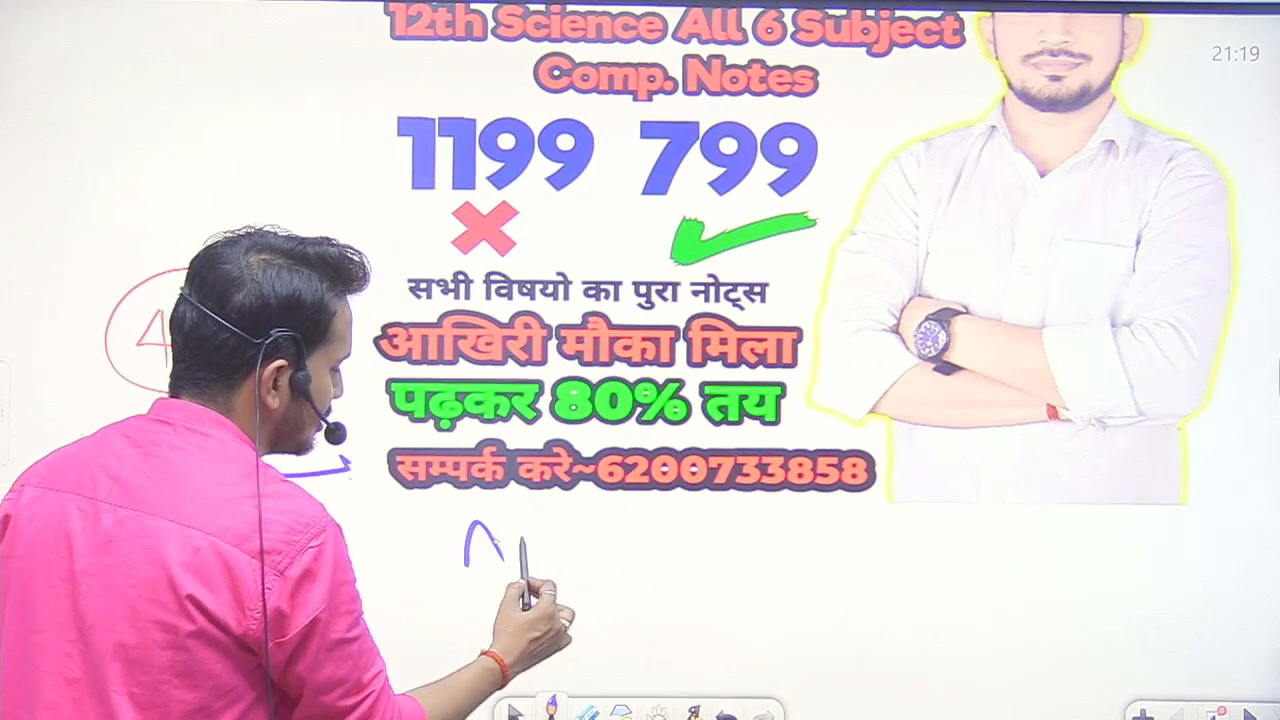 12th Science All 6 Subject
Comp. Notes
21:19
1199 799
सभी विषयो का पुरा नोट्स
4
आखिरी मौका मिला
पढ़कर 80% तय
सम्पर्क करे~6200733858